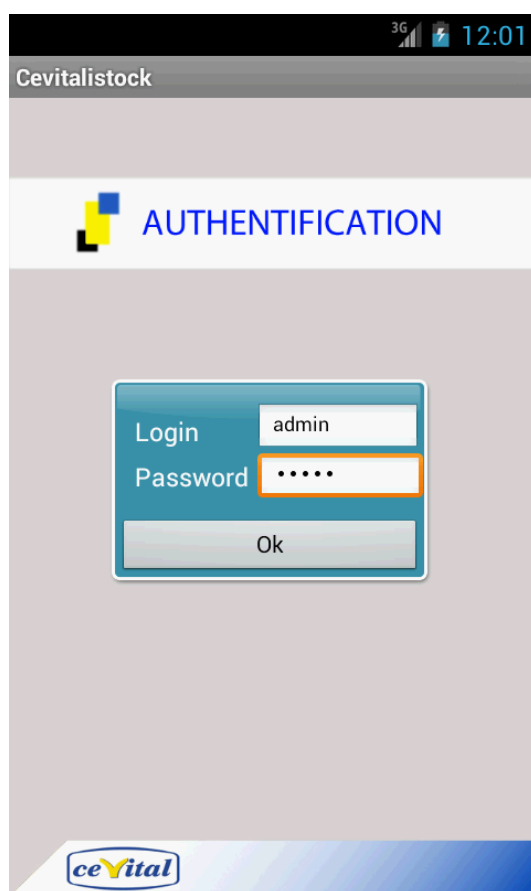 3G 12:01
Cevitalistock
AUTHENTIFICATION
Login admin
Password •••••
Ok
ceVital